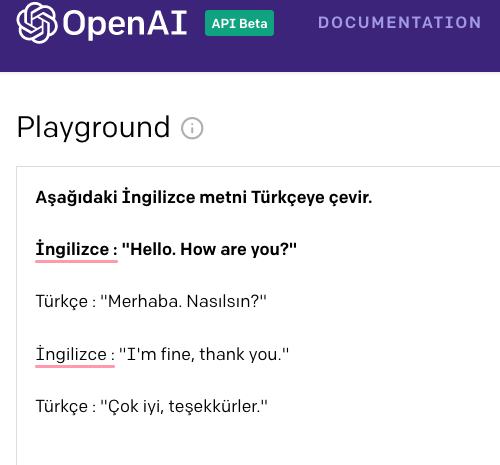 OpenAI API Beta DOCUMENTATION
Playground
Aşağıdaki İngilizce metni Türkçeye çevir.
İngilizce : "Hello. How are you?"
Türkçe : "Merhaba. Nasılsın?"
İngilizce : "I'm fine, thank you."
Türkçe : "Çok iyi, teşekkürler."